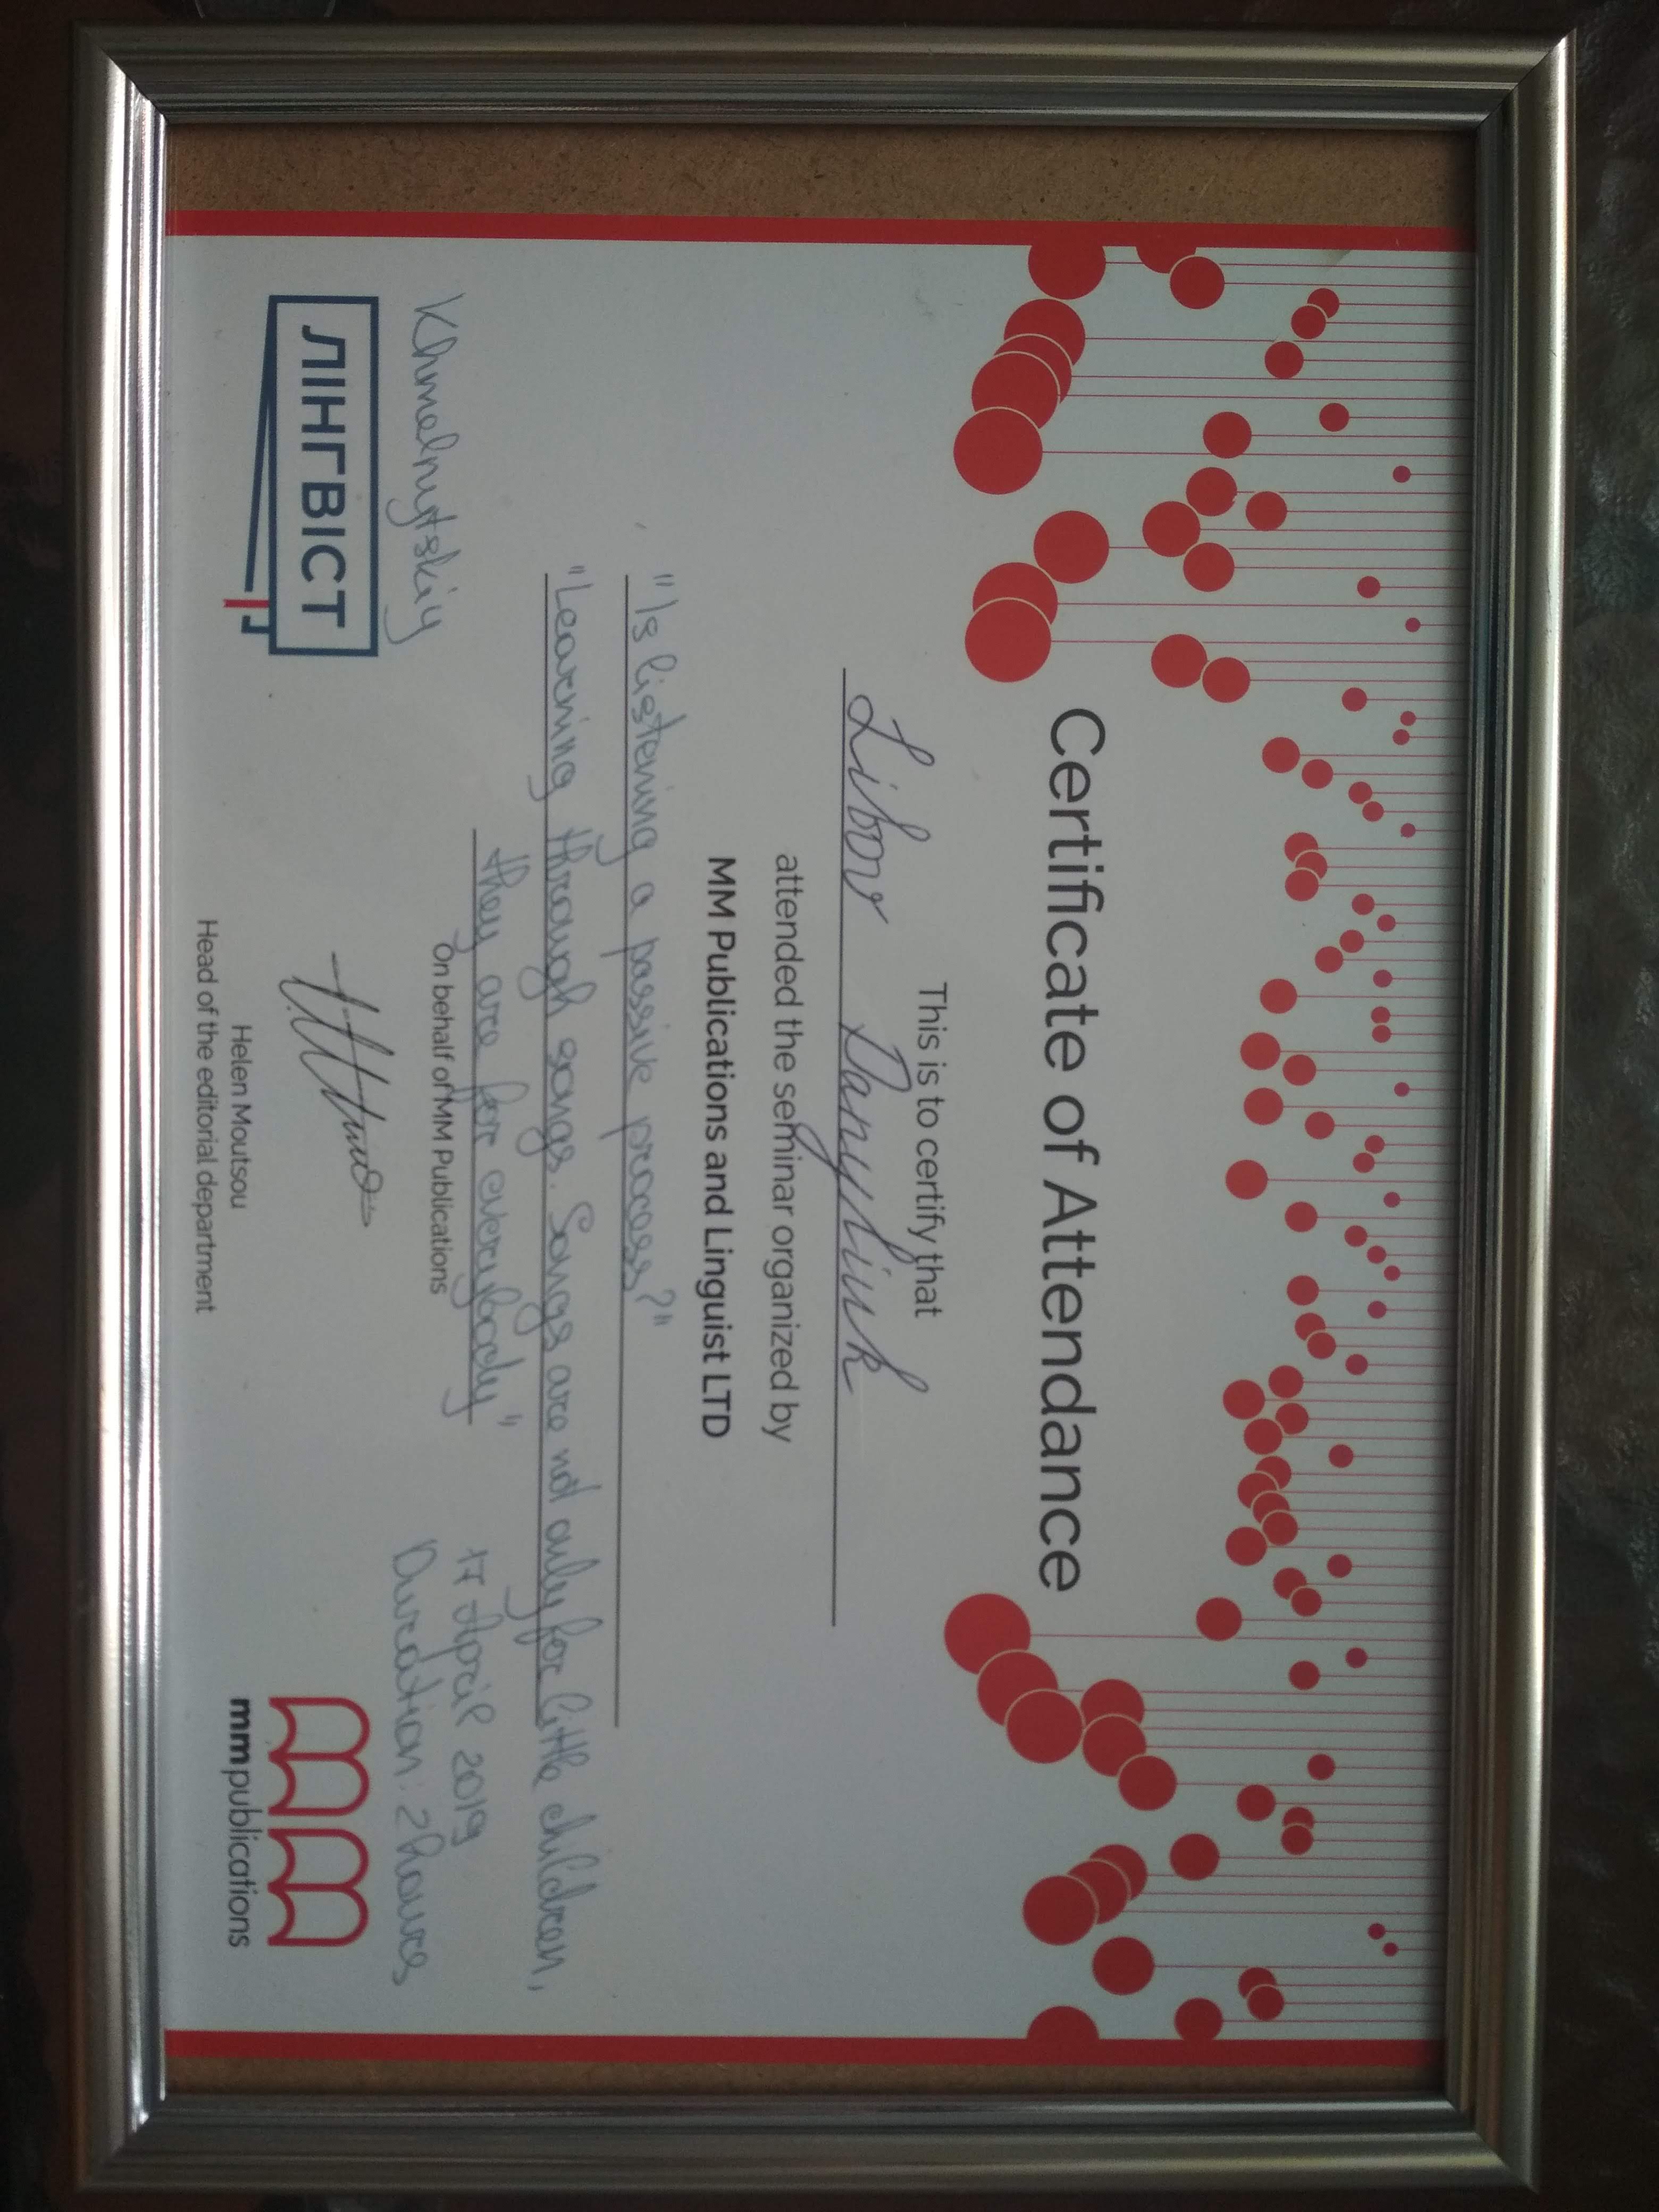 Certificate of Attendance
This is to certify that
Libov Danyliuk
attended the seminar organized by
MM Publications and Linguist LTD
"Is listening a passive process?"
"Learning through songs. Songs are not only for little children,
they are for everybody"
On behalf of MM Publications
17 April 2019
Duration: 2 hours
Khmelnytskiy
ЛІНГВІСТ
Helen Moutsou
Head of the editorial department
mmpublications